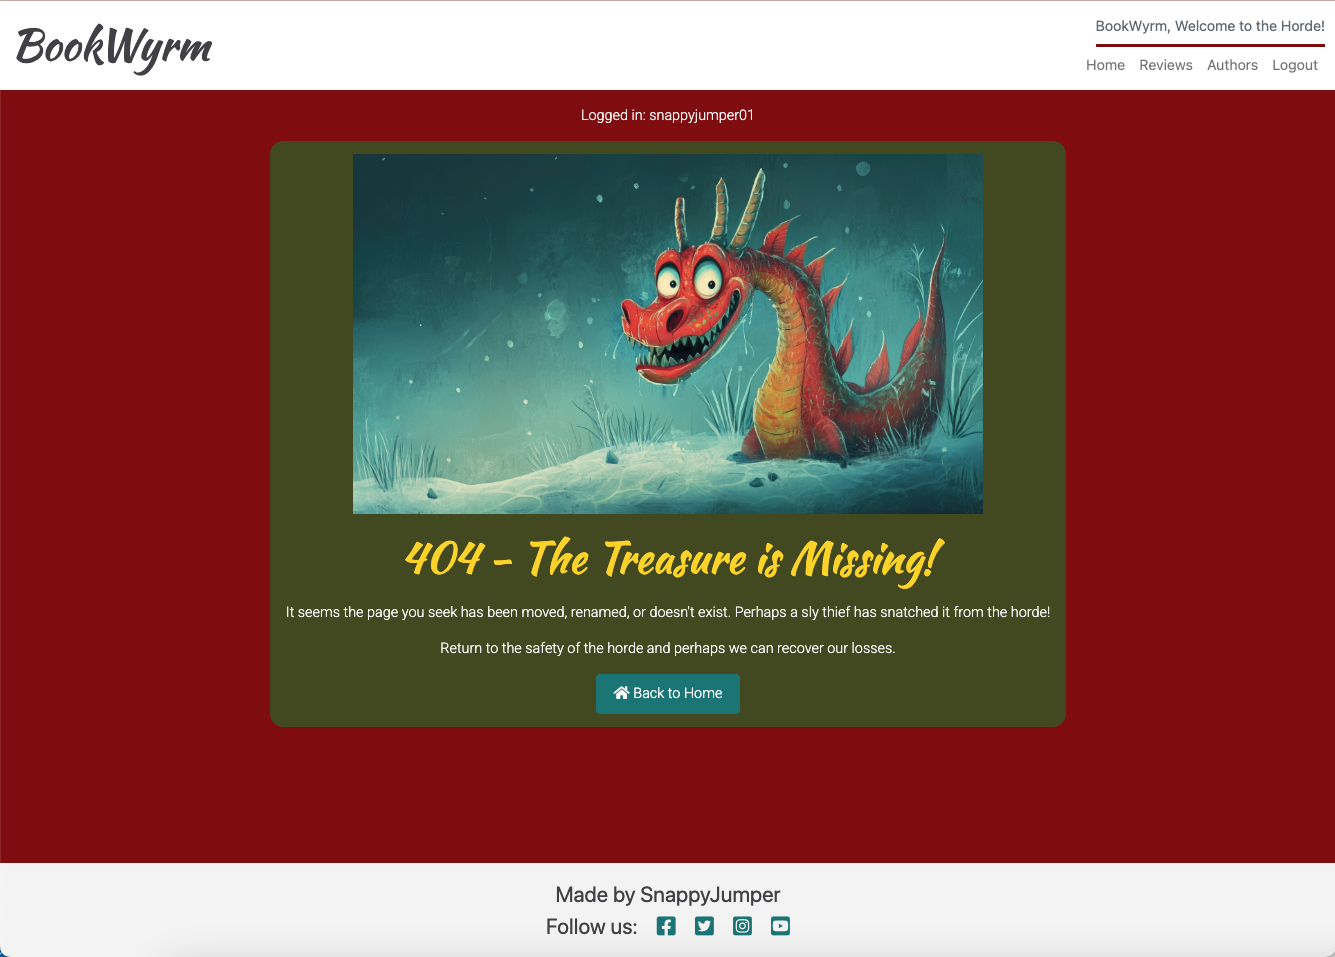 BookWyrm
BookWyrm, Welcome to the Horde!
Home Reviews Authors Logout
Logged in: snappyjumper01
404 - The Treasure is Missing!
It seems the page you seek has been moved, renamed, or doesn't exist. Perhaps a sly thief has snatched it from the horde!
Return to the safety of the horde and perhaps we can recover our losses.
Back to Home
Made by SnappyJumper
Follow us: